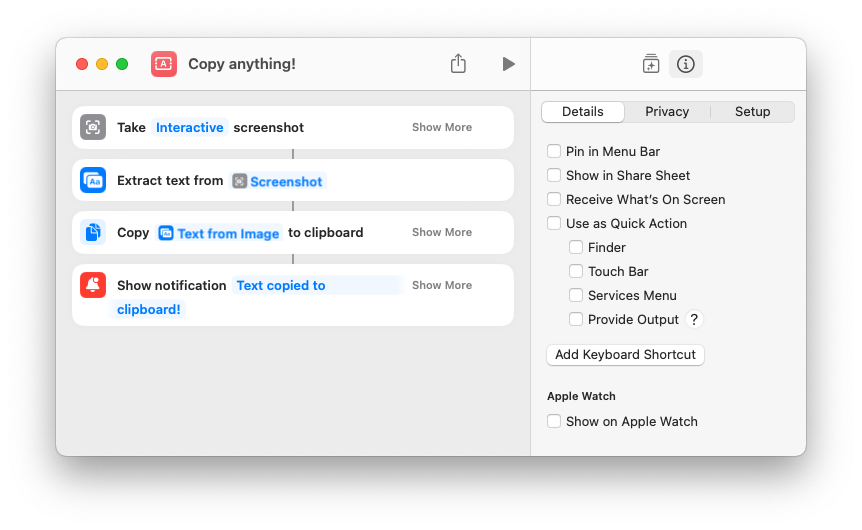 Copy anything!
Take Interactive screenshot Show More
Extract text from Screenshot
Copy Text from Image to clipboard Show More
Show notification Text copied to Show More
clipboard!
Details Privacy Setup
Pin in Menu Bar
Show in Share Sheet
Receive What's On Screen
Use as Quick Action
Finder
Touch Bar
Services Menu
Provide Output ?
Add Keyboard Shortcut
Apple Watch
Show on Apple Watch